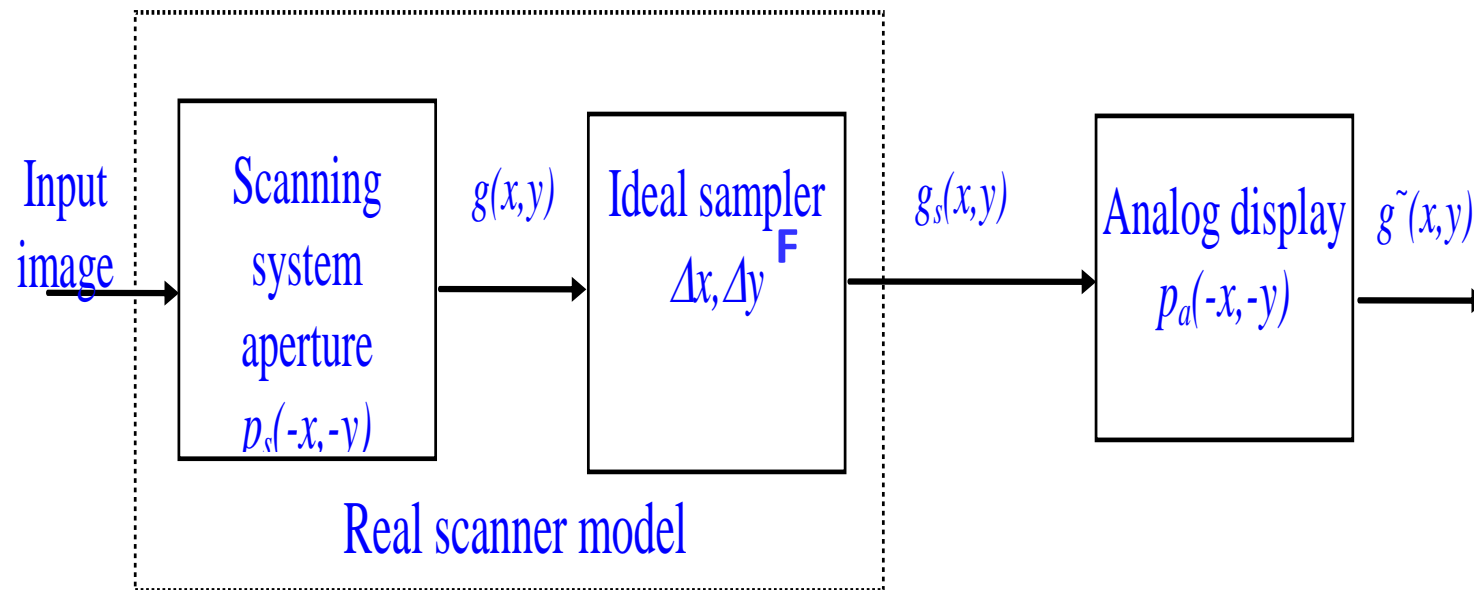 Input
image
Scanning
system
aperture
pₛ(-x,-y)
g(x,y)
Ideal sampler
F
Δx,Δy
gₛ(x,y)
Analog display
pₐ(-x,-y)
g˜(x,y)
Real scanner model